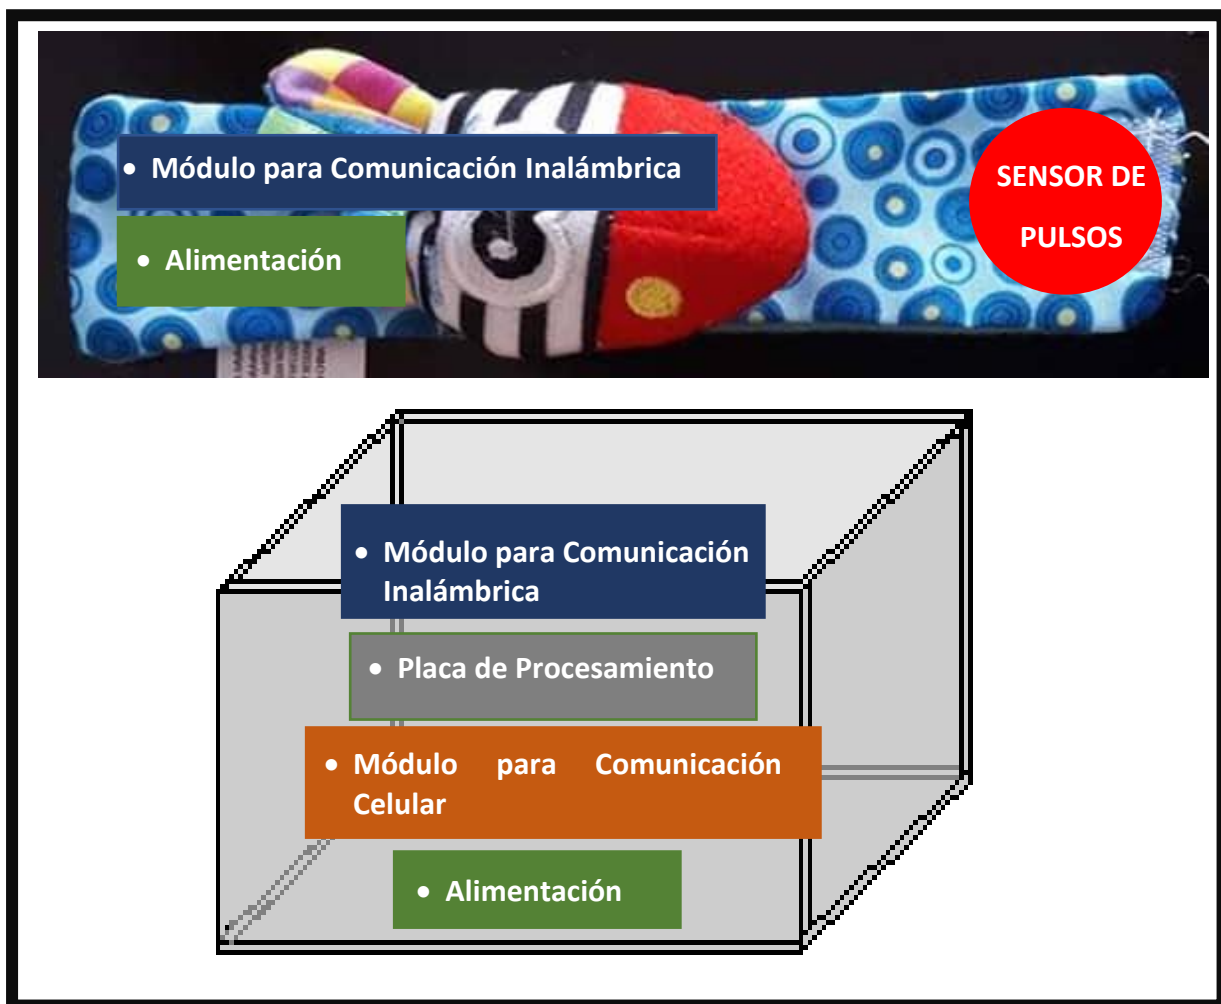 • Módulo para Comunicación Inalámbrica
• Alimentación
SENSOR DE
PULSOS
• Módulo para Comunicación
Inalámbrica
• Placa de Procesamiento
• Módulo para Comunicación
Celular
• Alimentación